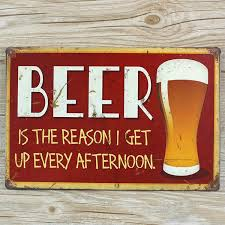 BEER
IS THE REASON I GET
UP EVERY AFTERNOON.